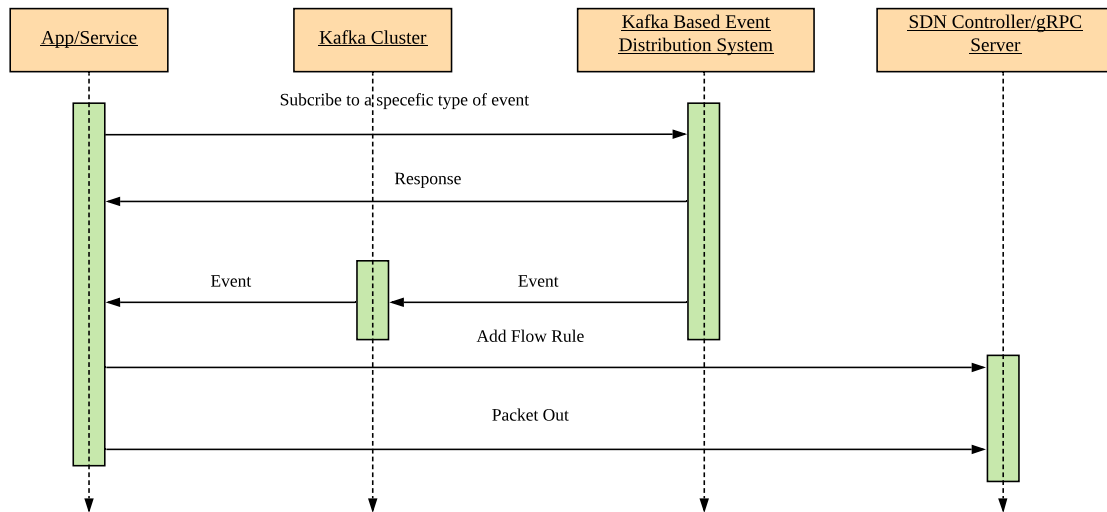 App/Service
Kafka Cluster
Kafka Based Event
Distribution System
SDN Controller/gRPC
Server
Subcribe to a specefic type of event
Response
Event
Event
Add Flow Rule
Packet Out